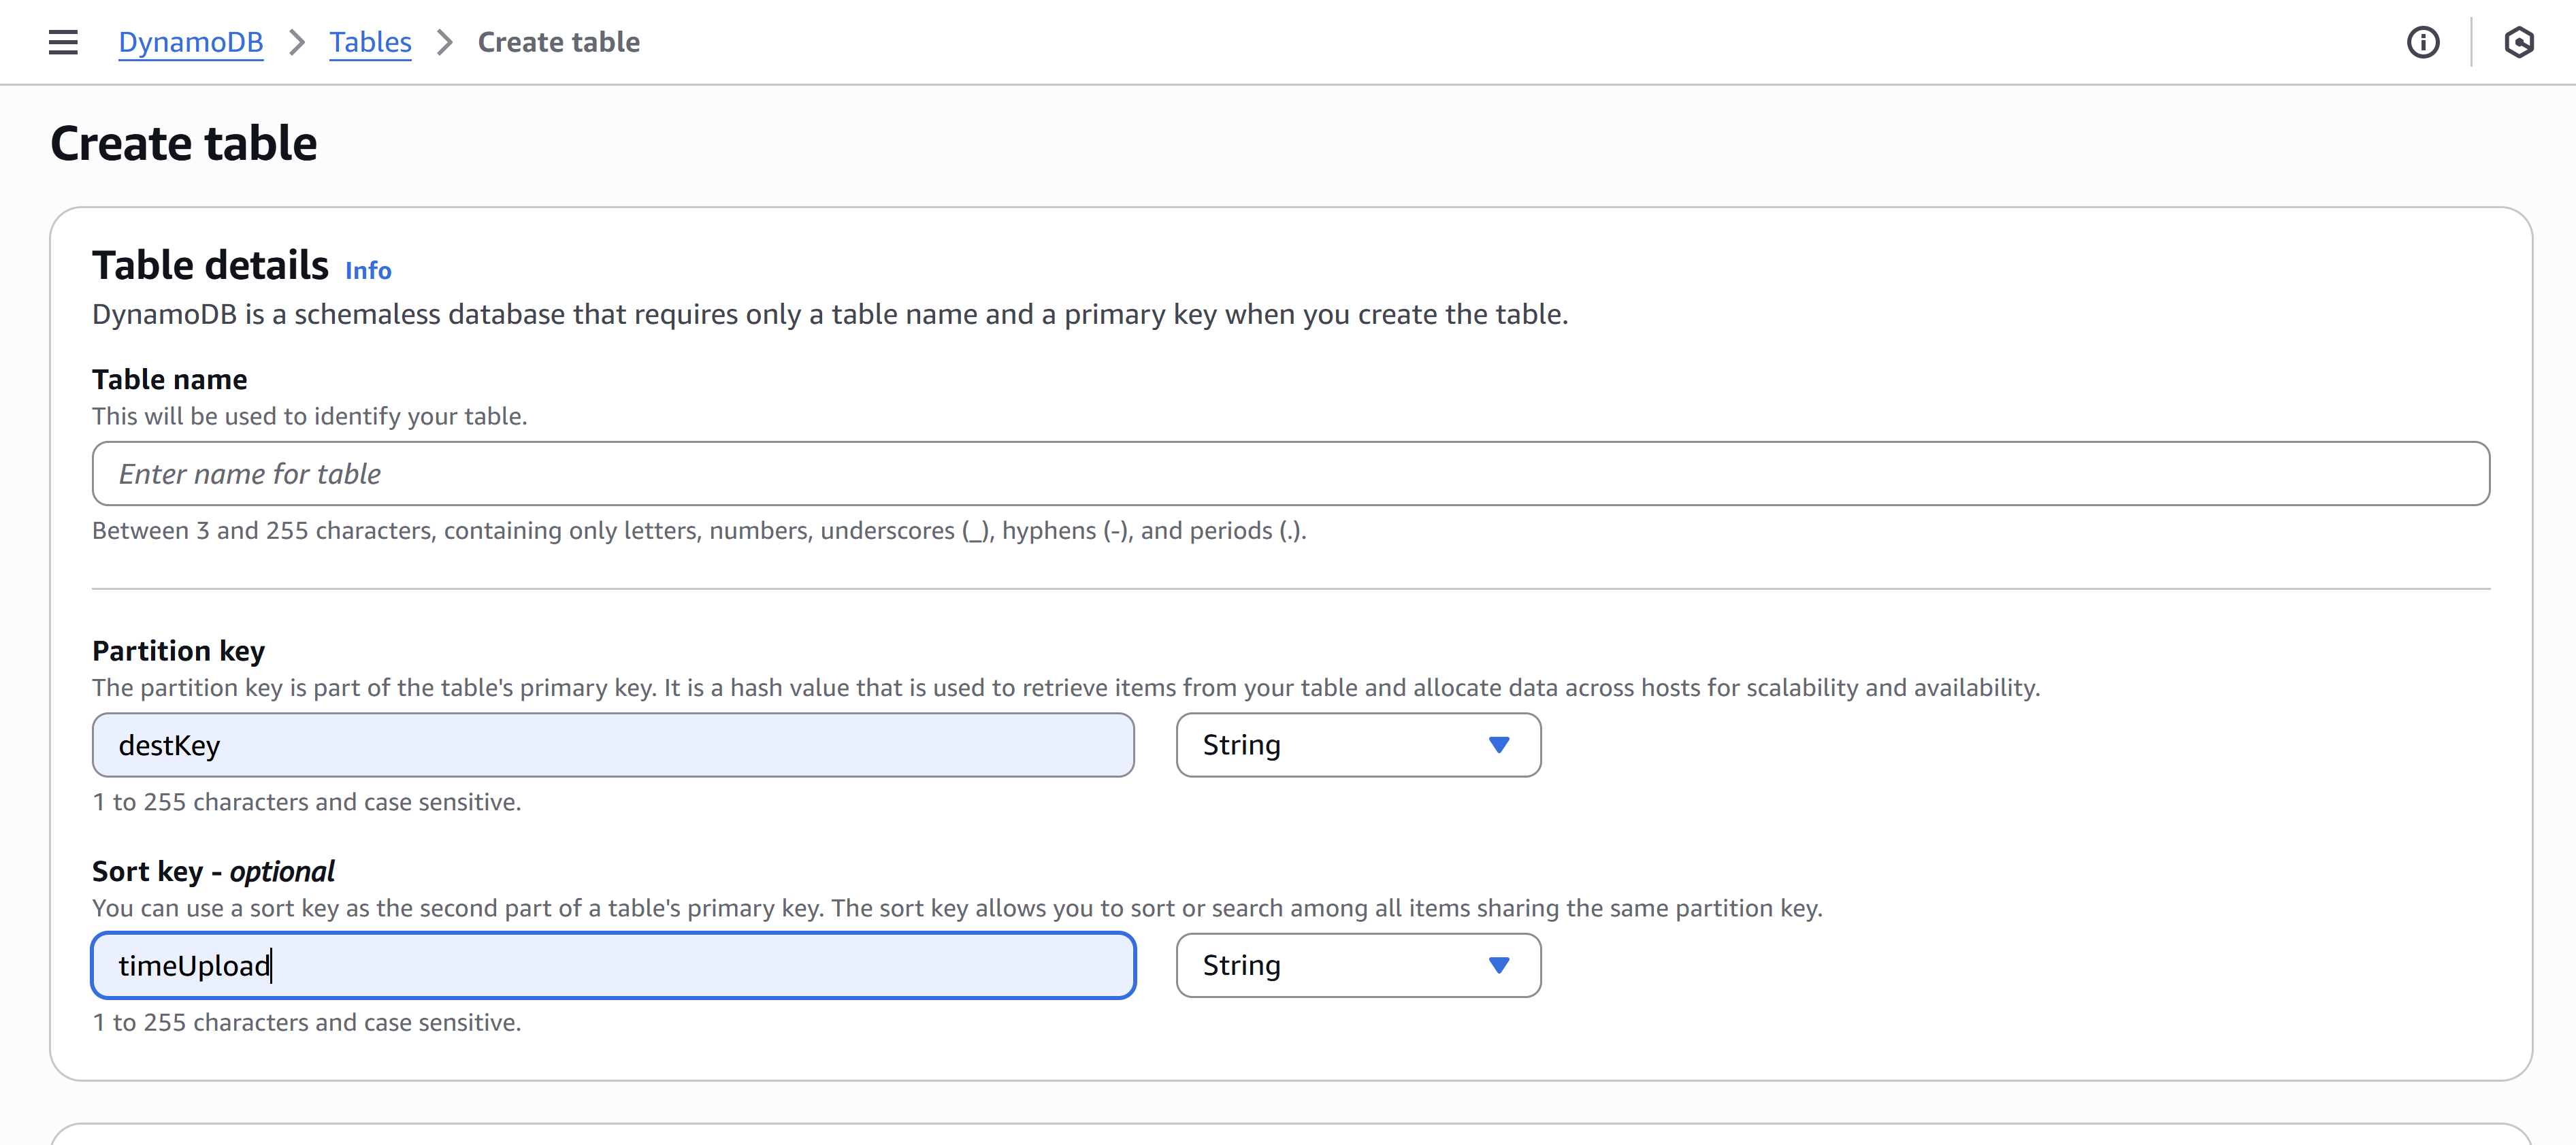 DynamoDB > Tables > Create table
Create table
Table details Info
DynamoDB is a schemaless database that requires only a table name and a primary key when you create the table.
Table name
This will be used to identify your table.
Enter name for table
Between 3 and 255 characters, containing only letters, numbers, underscores (_), hyphens (-), and periods (.).
Partition key
The partition key is part of the table's primary key. It is a hash value that is used to retrieve items from your table and allocate data across hosts for scalability and availability.
destKey String
1 to 255 characters and case sensitive.
Sort key - optional
You can use a sort key as the second part of a table's primary key. The sort key allows you to sort or search among all items sharing the same partition key.
timeUpload String
1 to 255 characters and case sensitive.